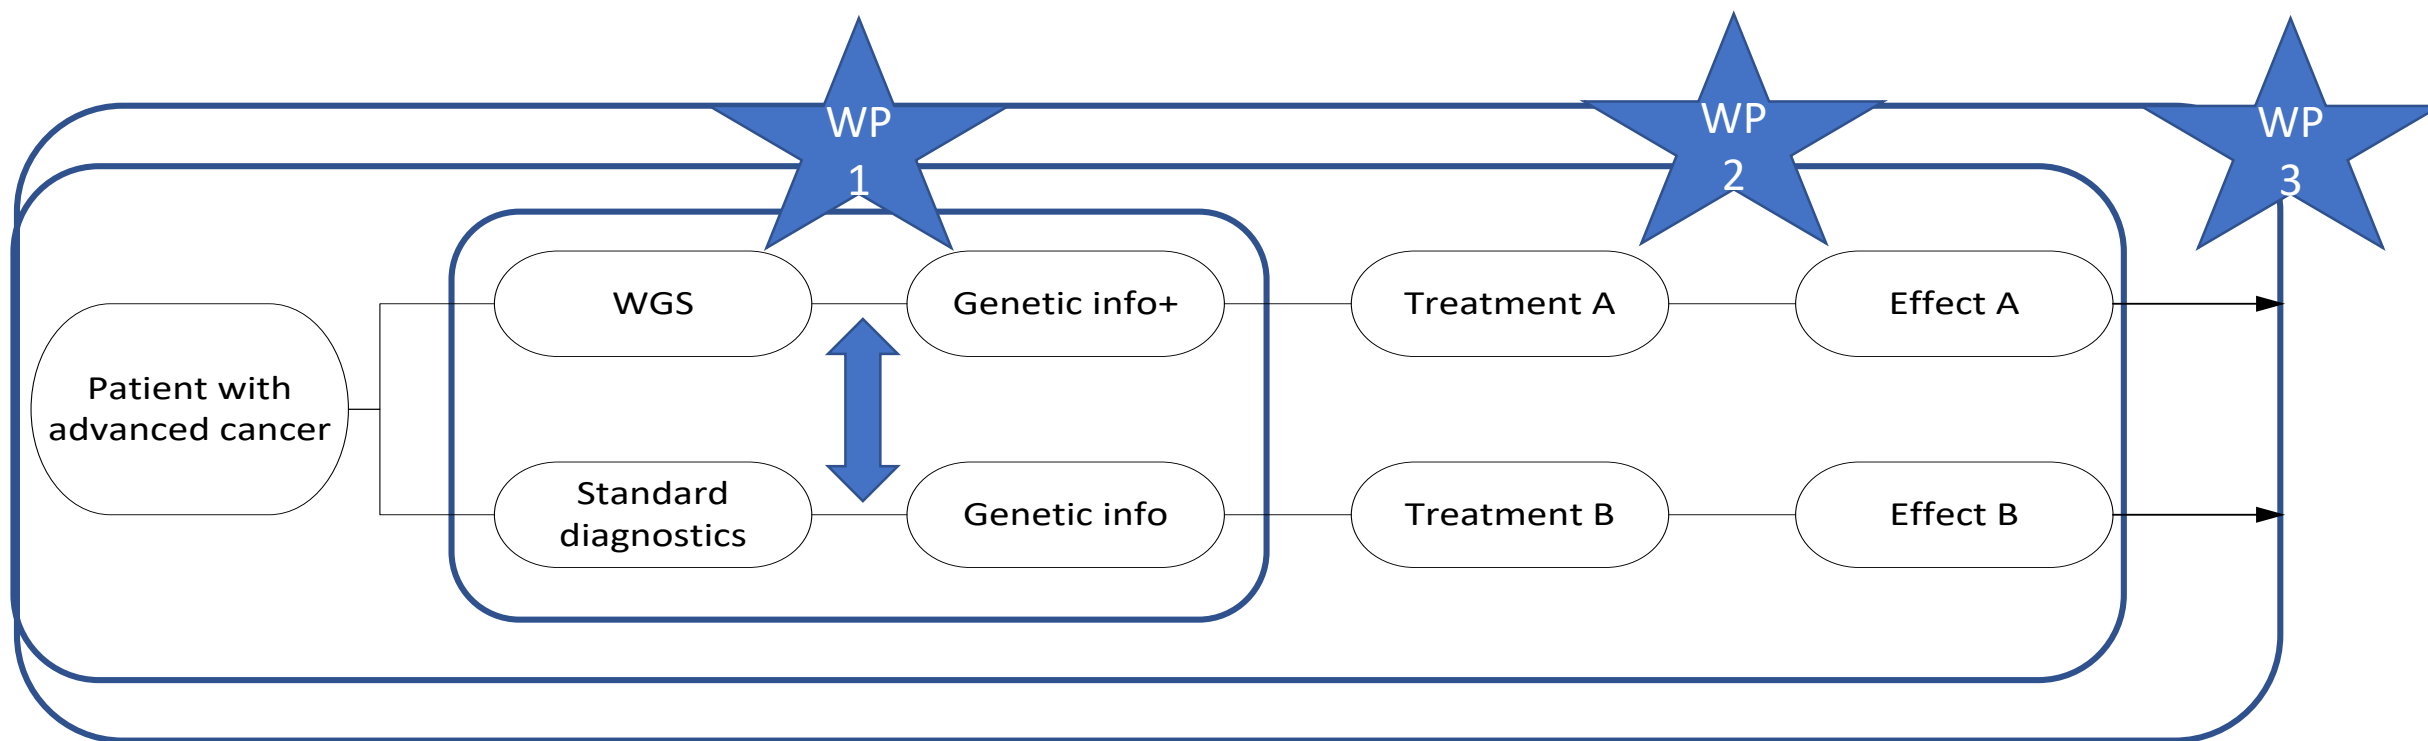 WP
1
WP
2
WP
3
WGS
Genetic info+
Treatment A
Effect A
Patient with
advanced cancer
Standard
diagnostics
Genetic info
Treatment B
Effect B